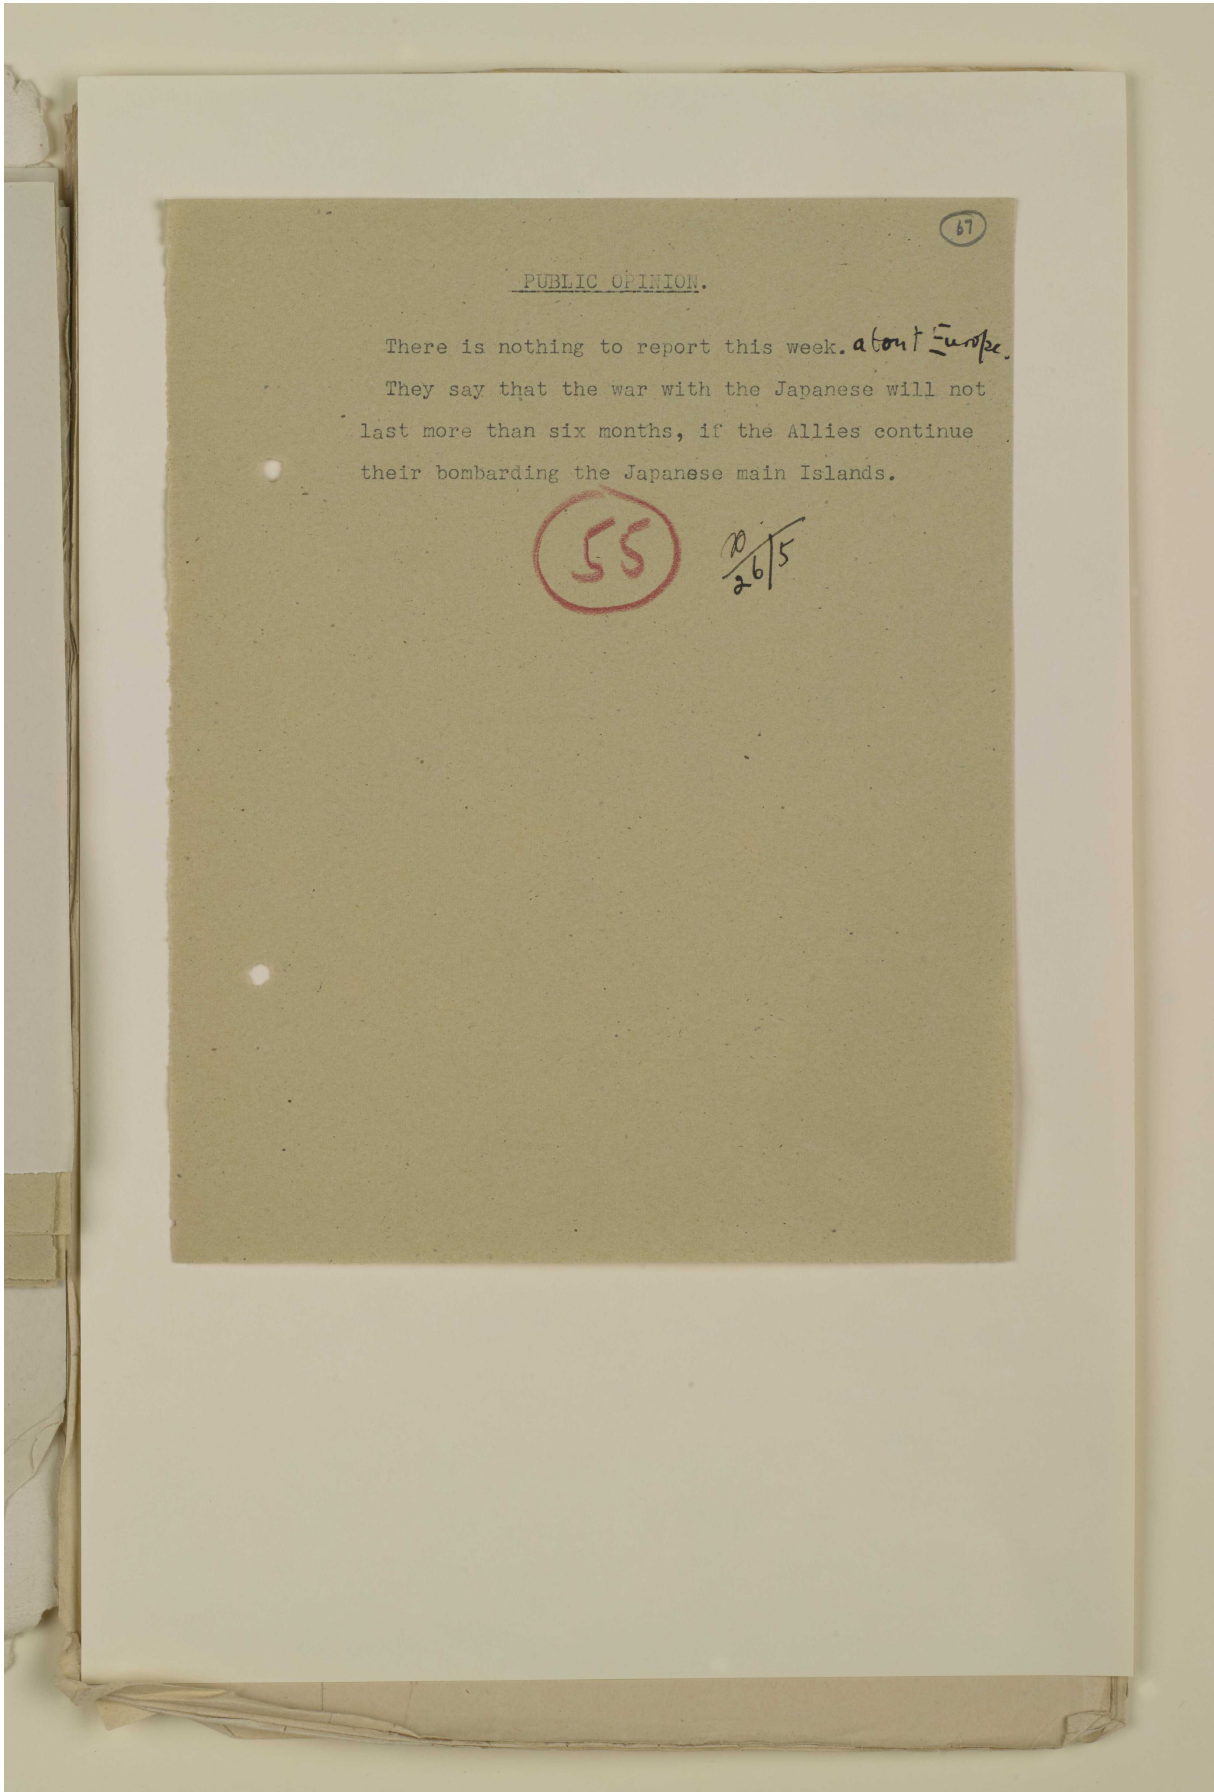 67
PUBLIC OPINION.
There is nothing to report this week. about Europe.
They say that the war with the Japanese will not
last more than six months, if the Allies continue
their bombarding the Japanese main Islands.
55
26/5